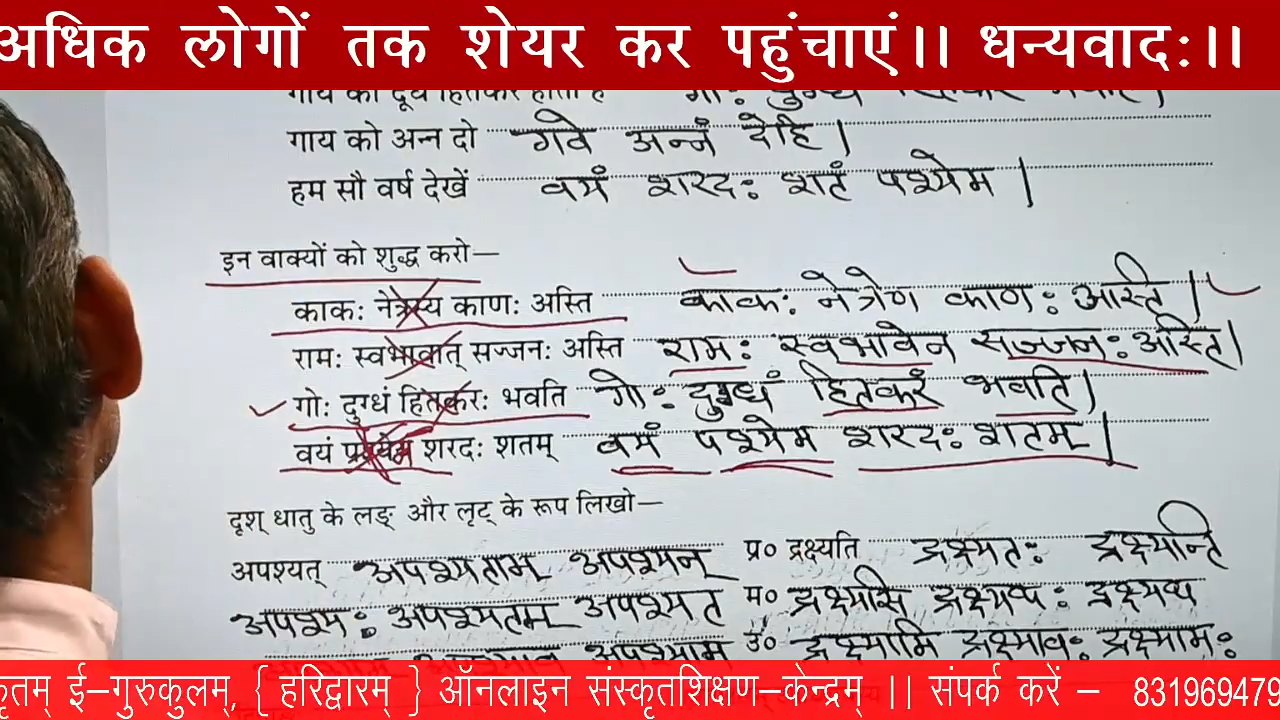 अधिक लोगों तक शेयर कर पहुंचाएं।। धन्यवादः।।
गाय का दूध हितकर होता है
गाय को अन्न दो गवे अन्नं देहि।
हम सौ वर्ष देखें वयं शरदः शतं पश्येम।
इन वाक्यों को शुद्ध करो—
काकः नेत्रस्य काणः अस्ति काकः नेत्रेण काणः अस्ति।
रामः स्वभावात् सज्जनः अस्ति रामः स्वभावेन सज्जनः अस्ति।
गोः दुग्धं हितकरः भवति गोः दुग्धं हितकरं भवति।
वयं शरदः शतम् वयं पश्येम शरदः शतम्।
दृश् धातु के लङ् और लृट् के रूप लिखो—
अपश्यत् अपश्यताम् अपश्यन् प्र० द्रक्ष्यति द्रक्ष्यतः द्रक्ष्यन्ति
अपश्यः अपश्यतम् अपश्यत म० द्रक्ष्यसि द्रक्ष्यथः द्रक्ष्यथ
अपश्याम उ० द्रक्ष्यामि द्रक्ष्यावः द्रक्ष्यामः
कृतम् ई–गुरुकुलम्, { हरिद्वारम् } ऑनलाइन संस्कृतशिक्षण–केन्द्रम् || संपर्क करें – 831969479